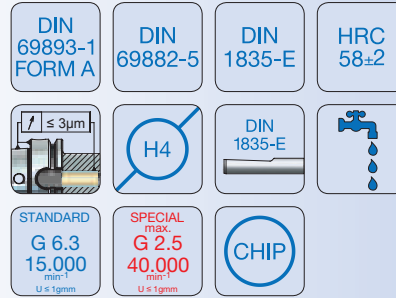 DIN
69893-1
FORM A
DIN
69882-5
DIN
1835-E
HRC
58±2
↗ ≤ 3µm
H4
DIN
1835-E
STANDARD
G 6.3
15.000
min⁻¹
U ≤ 1gmm
SPECIAL
max.
G 2.5
40.000
min⁻¹
U ≤ 1gmm
CHIP